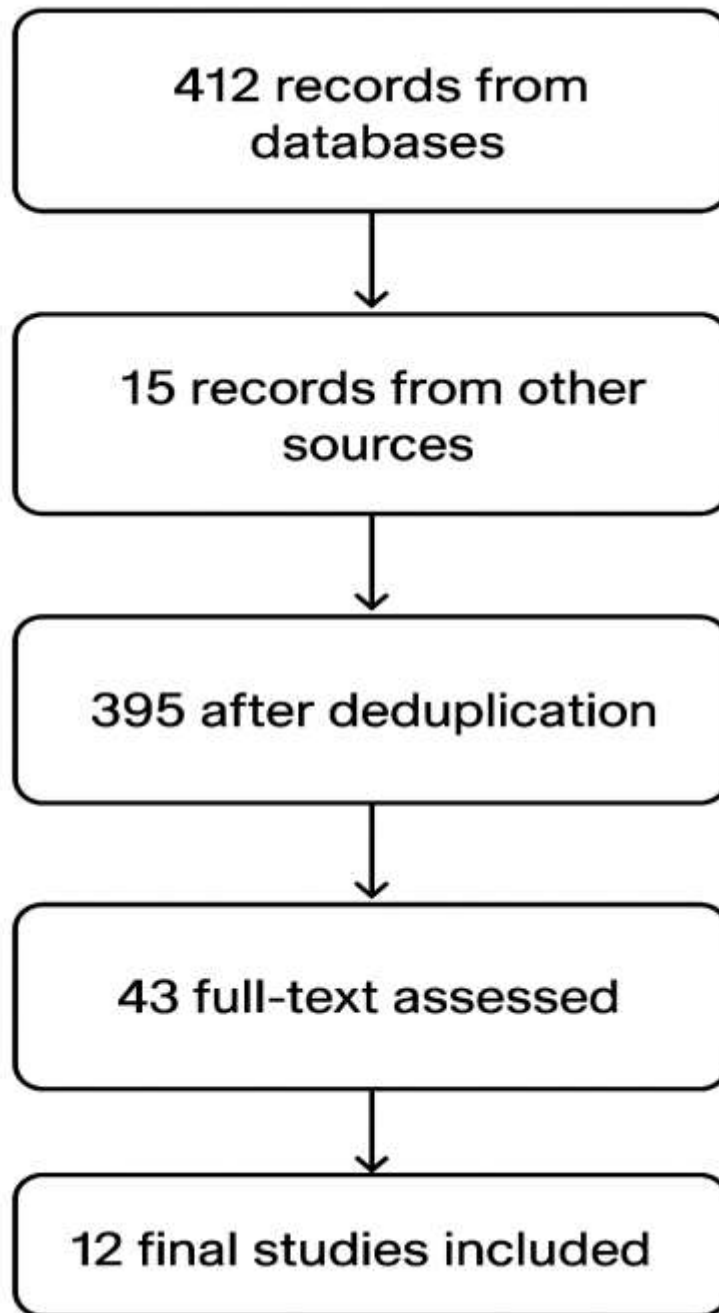 412 records from
databases
15 records from other
sources
395 after deduplication
43 full-text assessed
12 final studies included